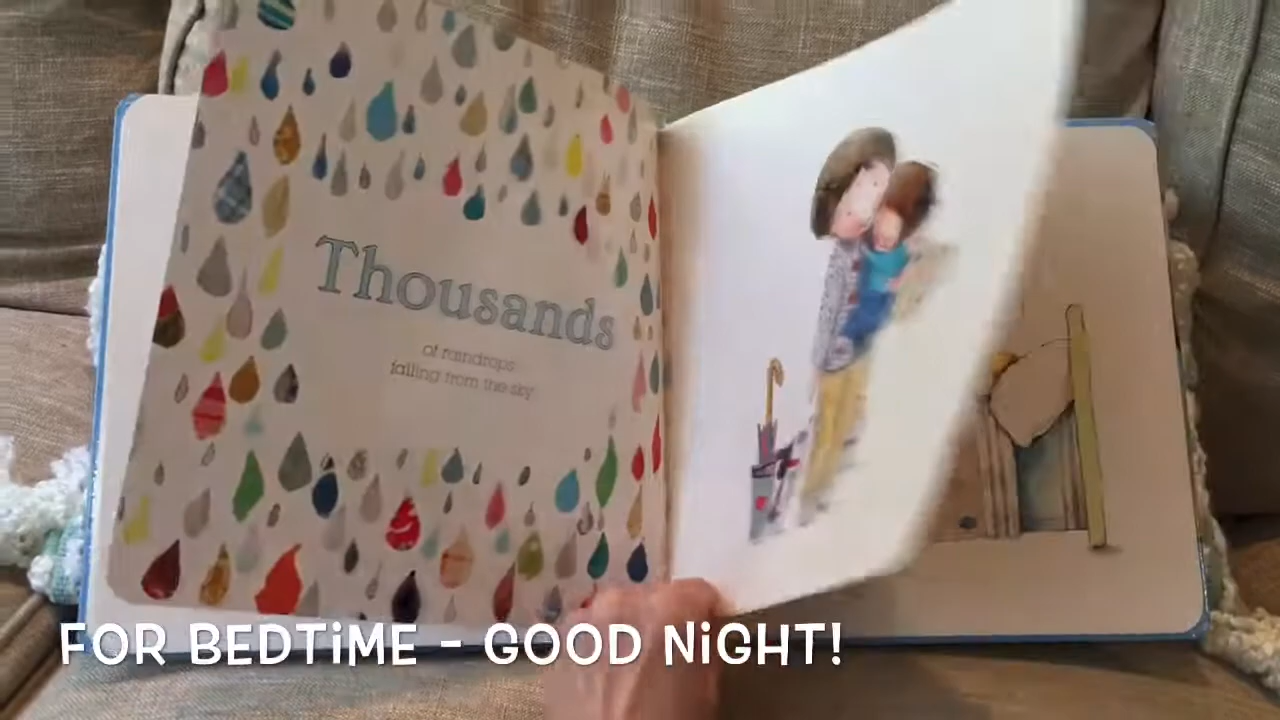 Thousands
of raindrops
falling from the sky
FOR BEDTiME - GOOD NiGHT!